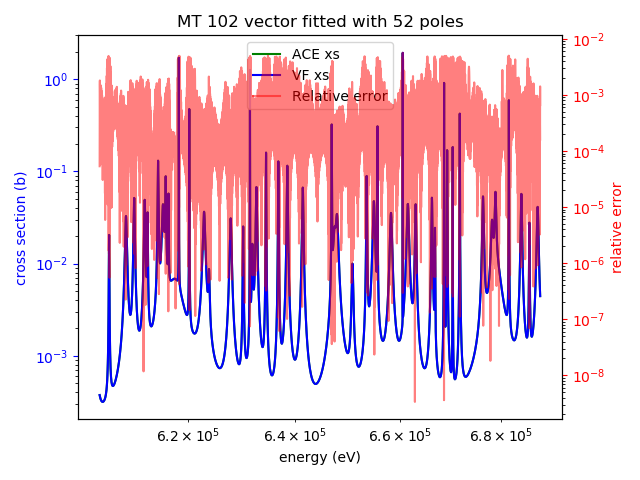 MT 102 vector fitted with 52 poles
ACE xs
VF xs
Relative error
cross section (b)
10⁰
10⁻¹
10⁻²
10⁻³
relative error
10⁻²
10⁻³
10⁻⁴
10⁻⁵
10⁻⁶
10⁻⁷
10⁻⁸
6.2 × 10⁵ 6.4 × 10⁵ 6.6 × 10⁵ 6.8 × 10⁵
energy (eV)